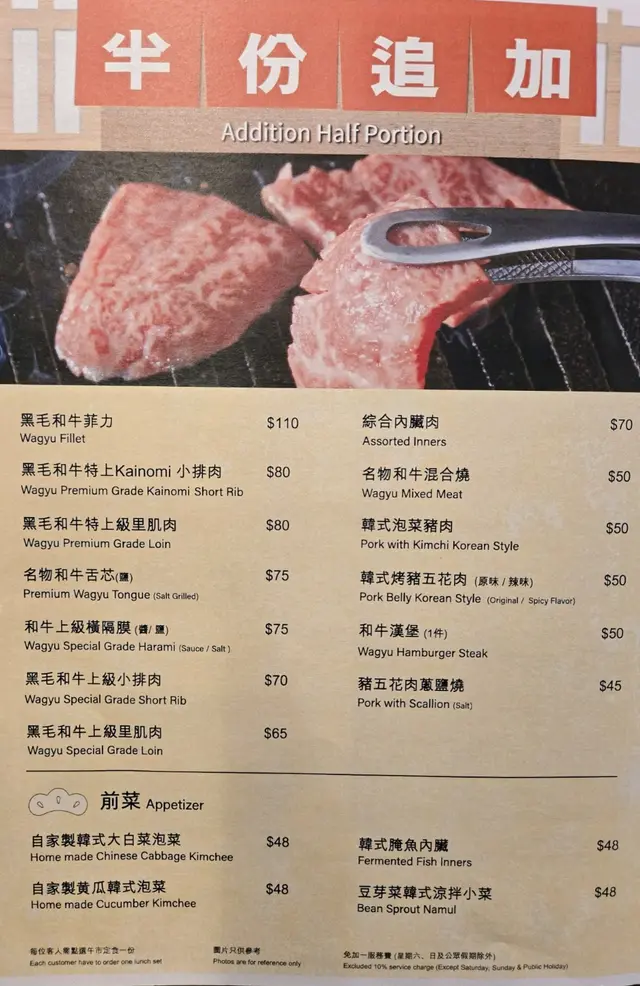 半份追加
Addition Half Portion
黑毛和牛菲力 $110
Wagyu Fillet
黑毛和牛特上Kainomi 小排肉 $80
Wagyu Premium Grade Kainomi Short Rib
黑毛和牛特上級里肌肉 $80
Wagyu Premium Grade Loin
名物和牛舌芯(鹽) $75
Premium Wagyu Tongue (Salt Grilled)
和牛上級橫隔膜 (醬/ 鹽) $75
Wagyu Special Grade Harami (Sauce / Salt )
黑毛和牛上級小排肉 $70
Wagyu Special Grade Short Rib
黑毛和牛上級里肌肉 $65
Wagyu Special Grade Loin
綜合內臟肉 $70
Assorted Inners
名物和牛混合燒 $50
Wagyu Mixed Meat
韓式泡菜豬肉 $50
Pork with Kimchi Korean Style
韓式烤豬五花肉 (原味 / 辣味) $50
Pork Belly Korean Style (Original / Spicy Flavor)
和牛漢堡 (1件) $50
Wagyu Hamburger Steak
豬五花肉蔥鹽燒 $45
Pork with Scallion (Salt)
前菜 Appetizer
自家製韓式大白菜泡菜 $48
Home made Chinese Cabbage Kimchee
自家製黄瓜韓式泡菜 $48
Home made Cucumber Kimchee
韓式腌魚內臟 $48
Fermented Fish Inners
豆芽菜韓式涼拌小菜 $48
Bean Sprout Namul
每位客人需點選午市定食一份
Each customer have to order one lunch set
圖片只供參考
Photos are for reference only
免加一服務費 (星期六、日及公眾假期除外)
Excluded 10% service charge (Except Saturday, Sunday & Public Holiday)